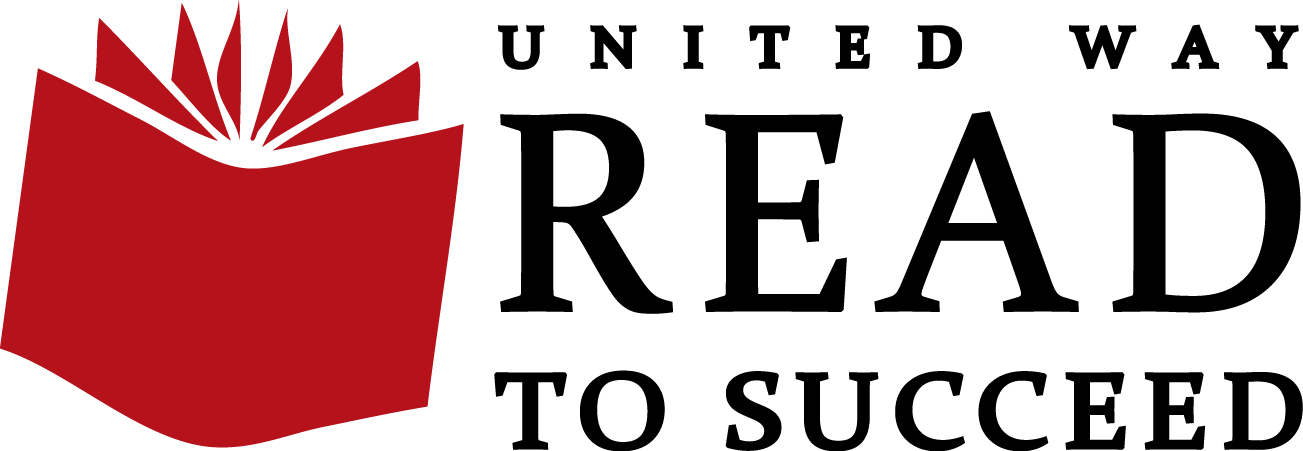 UNITED WAY
READ
TO SUCCEED